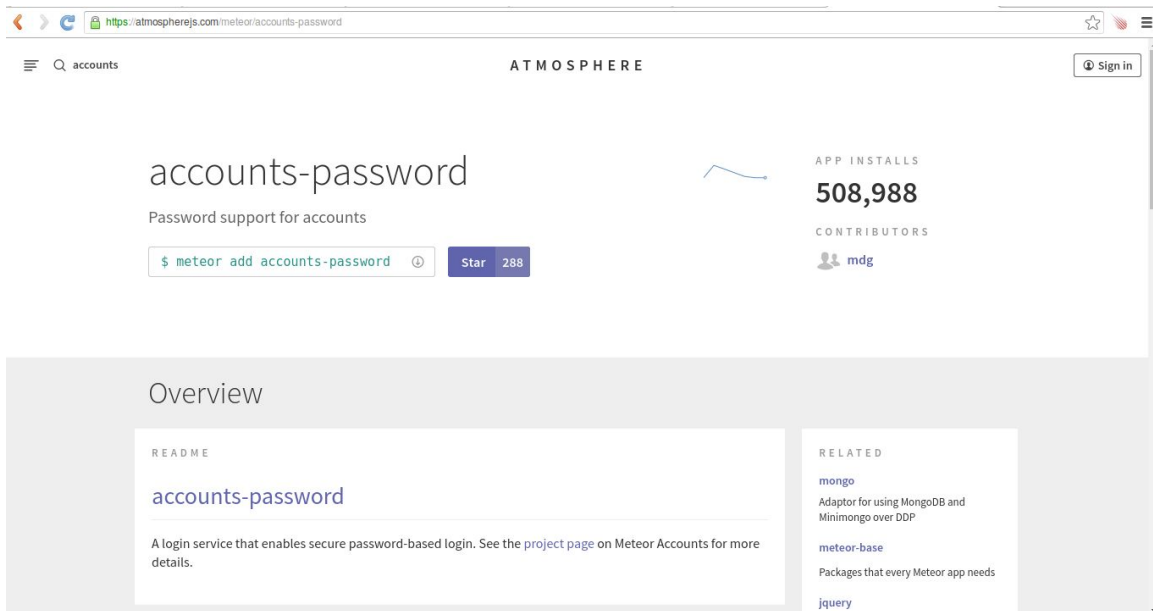 https://atmospherejs.com/meteor/accounts-password
accounts
ATMOSPHERE
Sign in
accounts-password
Password support for accounts
$ meteor add accounts-password
Star 288
APP INSTALLS
508,988
CONTRIBUTORS
mdg
Overview
README
accounts-password
A login service that enables secure password-based login. See the project page on Meteor Accounts for more
details.
RELATED
mongo
Adaptor for using MongoDB and
Minimongo over DDP
meteor-base
Packages that every Meteor app needs
jquery